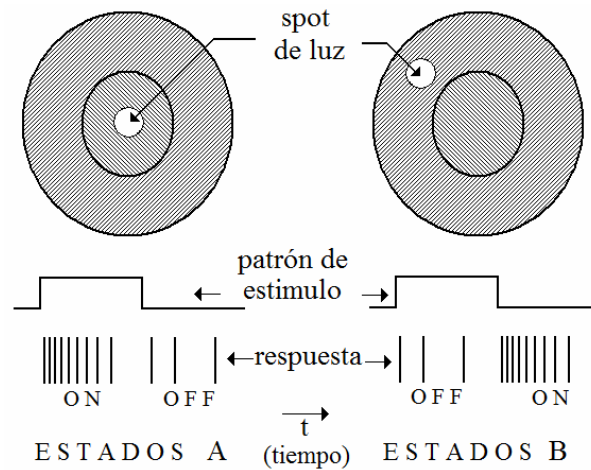 spot
de luz
patrón de
estimulo
respuesta
ON OFF
OFF ON
t
(tiempo)
ESTADOS A
ESTADOS B